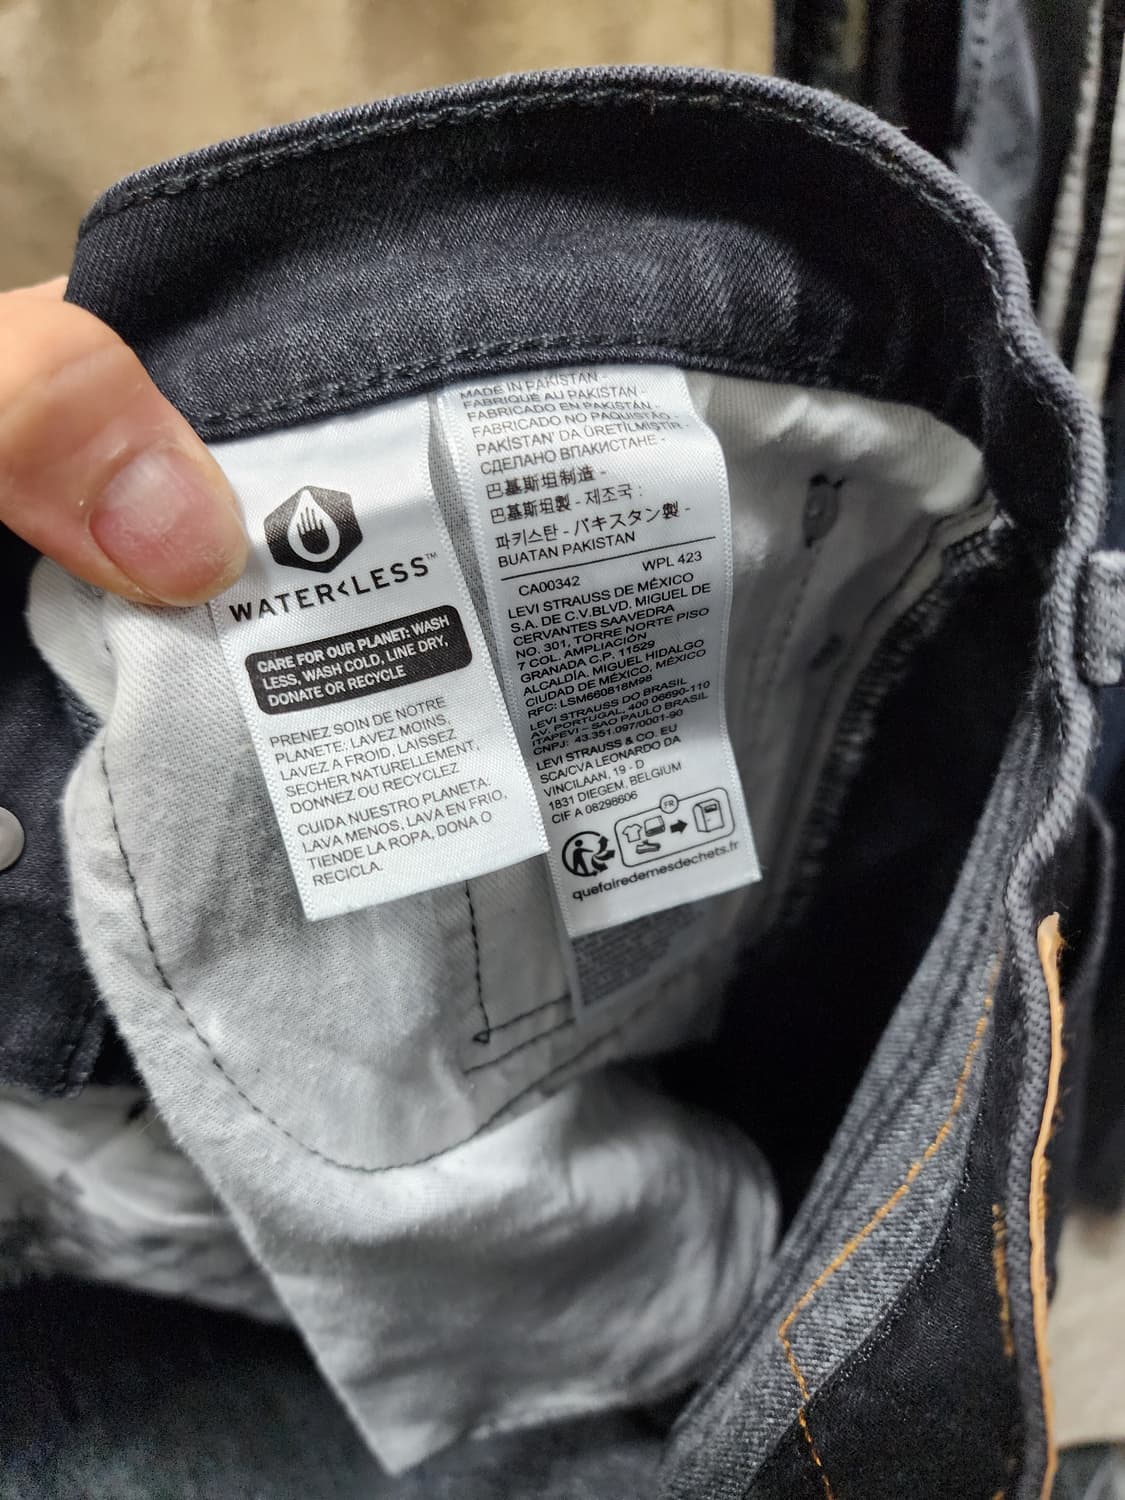 WATER<LESS™
CARE FOR OUR PLANET: WASH
LESS, WASH COLD, LINE DRY,
DONATE OR RECYCLE
PRENEZ SOIN DE NOTRE
PLANETE: LAVEZ MOINS,
LAVEZ A FROID, LAISSEZ
SECHER NATURELLEMENT,
DONNEZ OU RECYCLEZ
CUIDA NUESTRO PLANETA:
LAVA MENOS, LAVA EN FRIO,
TIENDE LA ROPA, DONA O
RECICLA.
MADE IN PAKISTAN -
FABRIQUE AU PAKISTAN -
FABRICADO EN PAKISTAN -
FABRICADO NO PAQUISTÃO -
PAKİSTAN' DA ÜRETİLMİŞTİR -
СДЕЛАНО ВПАКИСТАНЕ -
巴基斯坦制造 -
巴基斯坦製 - 제조국 :
파키스탄 - パキスタン製 -
BUATAN PAKISTAN
CA00342 WPL 423
LEVI STRAUSS DE MÉXICO
S.A. DE C.V.BLVD. MIGUEL DE
CERVANTES SAAVEDRA
NO. 301, TORRE NORTE PISO
7 COL. AMPLIACIÓN
GRANADA C.P. 11529
ALCALDÍA. MIGUEL HIDALGO
CIUDAD DE MÉXICO, MÉXICO
RFC: LSM660818M98
LEVI STRAUSS DO BRASIL
AV. PORTUGAL, 400 06690-110
ITAPEVI - SAO PAULO BRASIL
CNPJ: 43.351.097/0001-90
LEVI STRAUSS & CO. EU
SCA/CVA LEONARDO DA
VINCILAAN, 19 - D
1831 DIEGEM, BELGIUM
CIF A 08298606
FR
quefairedemesdechets.fr